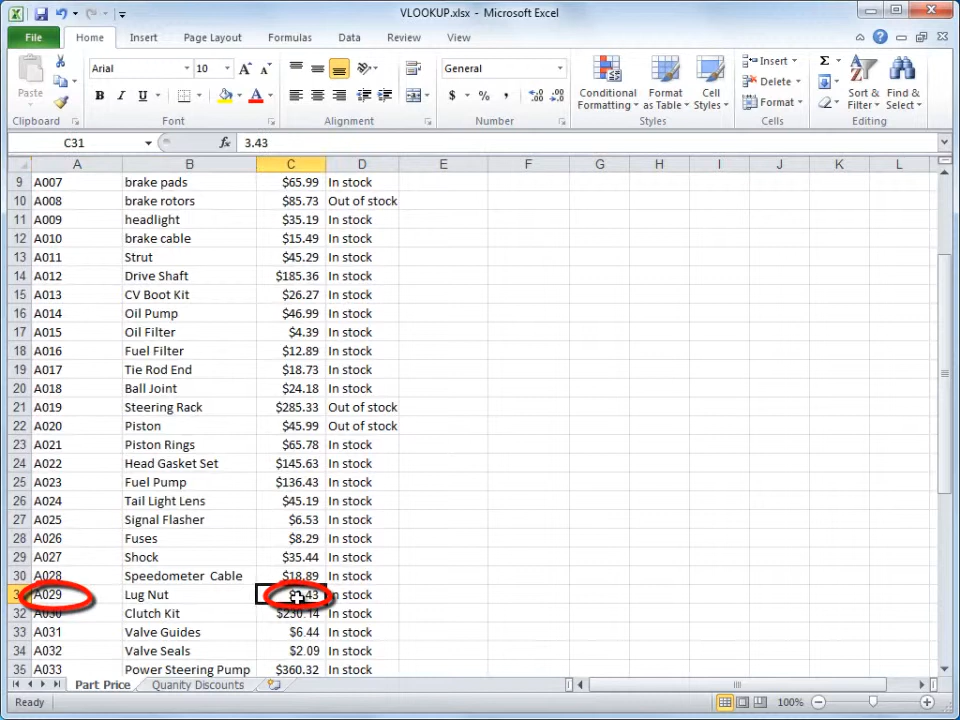 VLOOKUP.xlsx - Microsoft Excel
File Home Insert Page Layout Formulas Data Review View
Paste Arial 10 General Conditional Formatting Format as Table Cell Styles Insert Delete Format Sort & Filter Find & Select
B I U $ % , .0 .00 .00 .0
Clipboard Font Alignment Number Styles Cells Editing
C31 fx 3.43
A B C D E F G H I J K L
9 A007 brake pads $65.99 In stock
10 A008 brake rotors $85.73 Out of stock
11 A009 headlight $35.19 In stock
12 A010 brake cable $15.49 In stock
13 A011 Strut $45.29 In stock
14 A012 Drive Shaft $185.36 In stock
15 A013 CV Boot Kit $26.27 In stock
16 A014 Oil Pump $46.99 In stock
17 A015 Oil Filter $4.39 In stock
18 A016 Fuel Filter $12.89 In stock
19 A017 Tie Rod End $18.73 In stock
20 A018 Ball Joint $24.18 In stock
21 A019 Steering Rack $285.33 Out of stock
22 A020 Piston $45.99 Out of stock
23 A021 Piston Rings $65.78 In stock
24 A022 Head Gasket Set $145.63 In stock
25 A023 Fuel Pump $136.43 In stock
26 A024 Tail Light Lens $45.19 In stock
27 A025 Signal Flasher $6.53 In stock
28 A026 Fuses $8.29 In stock
29 A027 Shock $35.44 In stock
30 A028 Speedometer Cable $18.89 In stock
A029 Lug Nut stock
32 A030 Clutch Kit $230.14 In stock
33 A031 Valve Guides $6.44 In stock
34 A032 Valve Seals $2.09 In stock
35 A033 Power Steering Pump $360.32 In stock
Part Price Quanity Discounts
Ready 100%